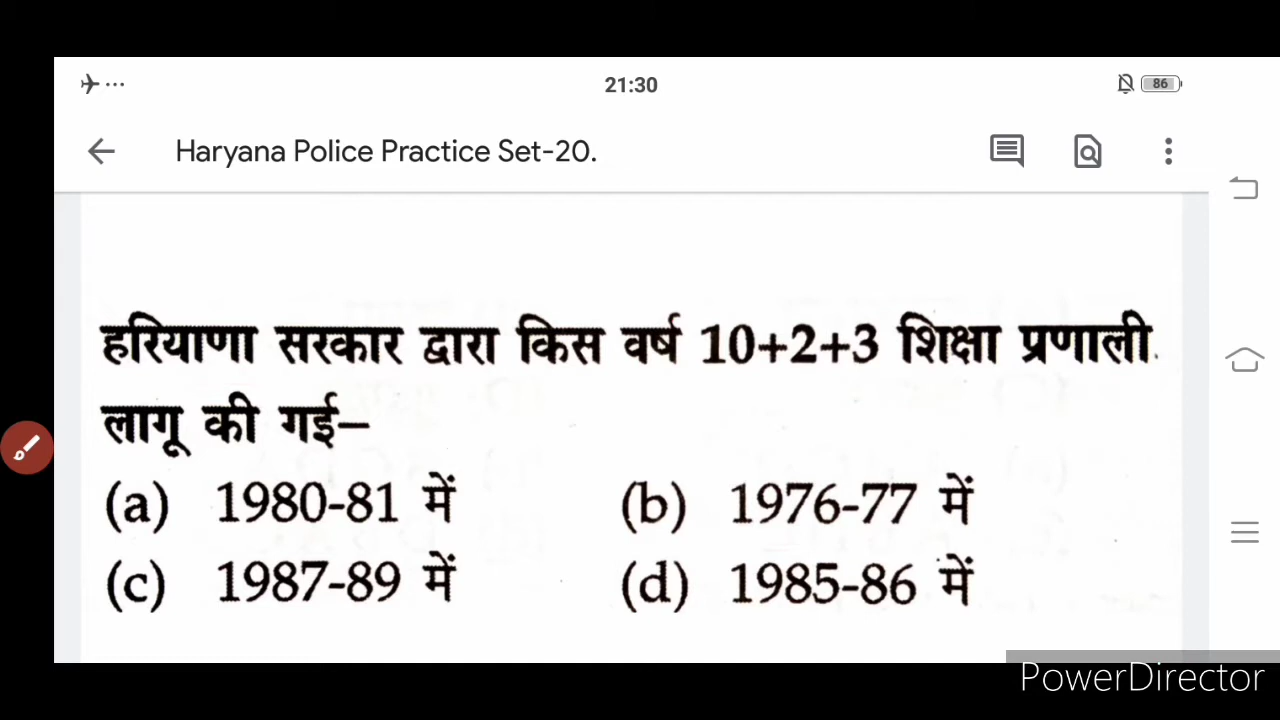 21:30
86
Haryana Police Practice Set-20.
हरियाणा सरकार द्वारा किस वर्ष 10+2+3 शिक्षा प्रणाली
लागू की गई–
(a) 1980-81 में (b) 1976-77 में
(c) 1987-89 में (d) 1985-86 में
PowerDirector